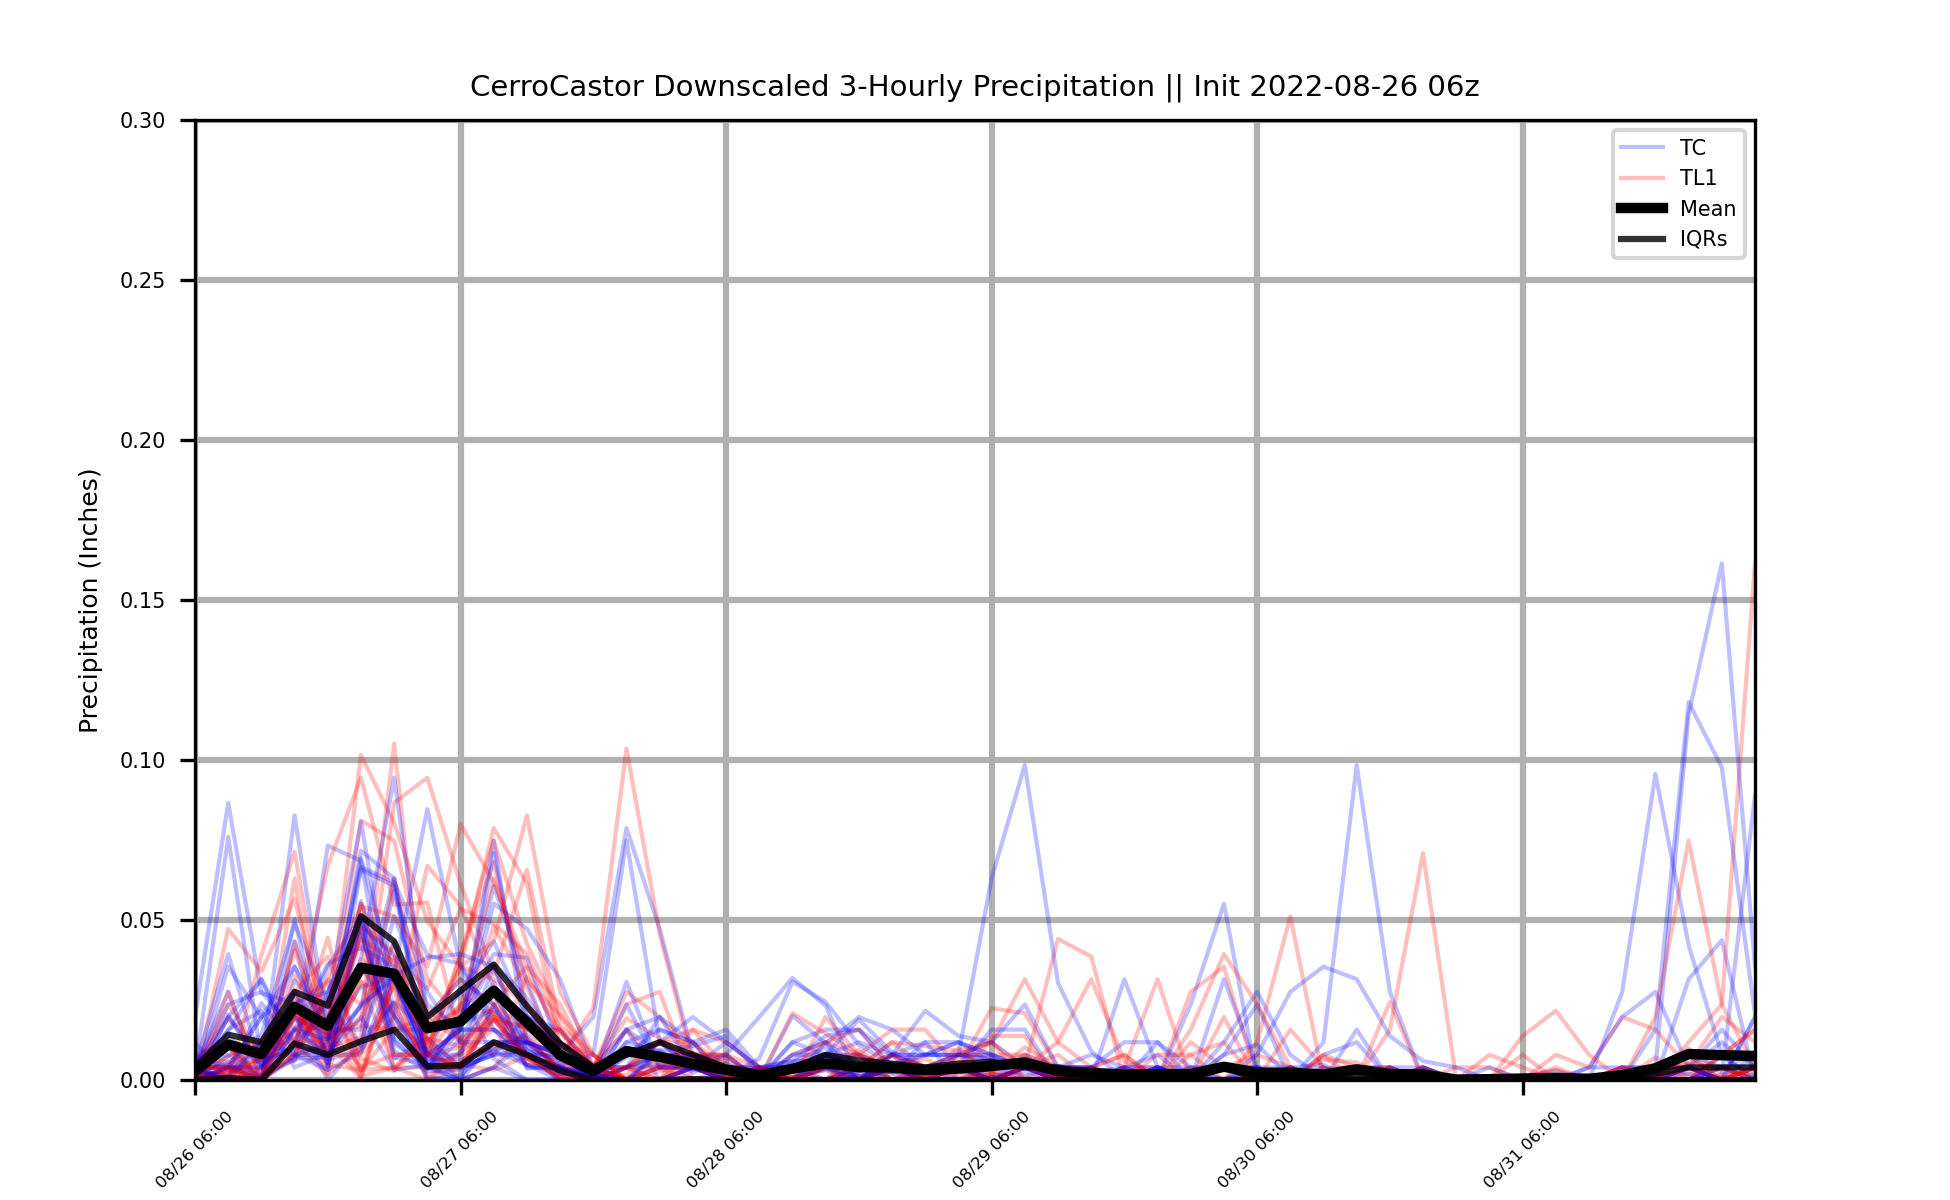 CerroCastor Downscaled 3-Hourly Precipitation || Init 2022-08-26 06z
TC
TL1
Mean
IQRs
Precipitation (Inches)
0.30
0.25
0.20
0.15
0.10
0.05
0.00
08/26 06:00
08/27 06:00
08/28 06:00
08/29 06:00
08/30 06:00
08/31 06:00